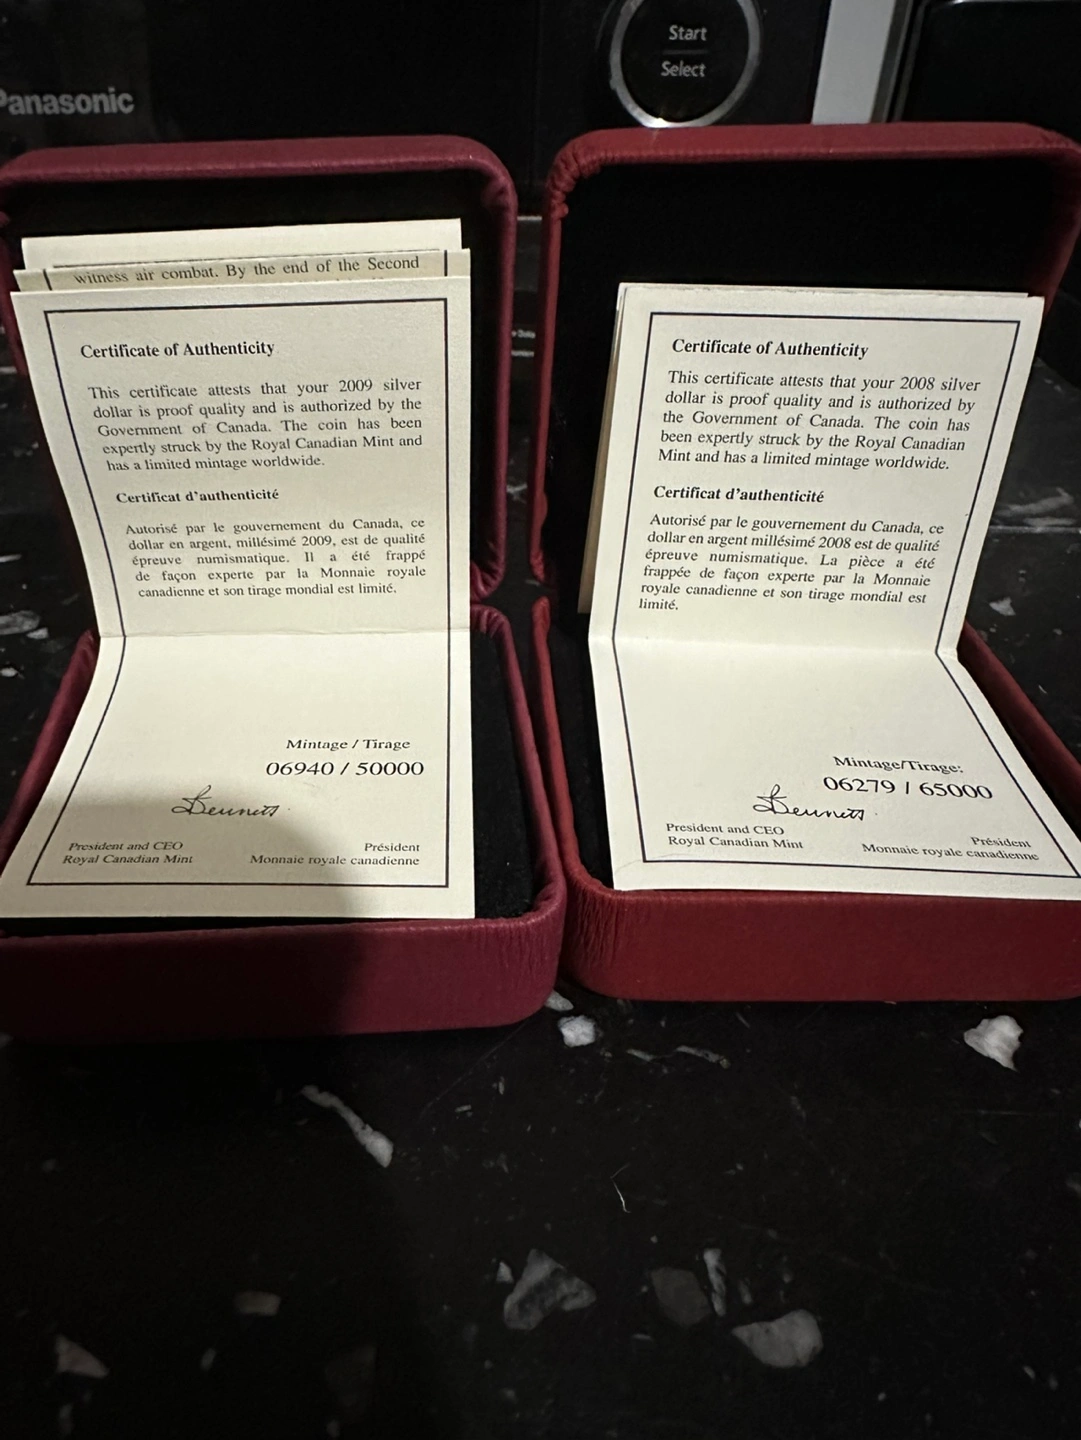 Panasonic
Start
Select
witness air combat. By the end of the Second
Certificate of Authenticity
This certificate attests that your 2009 silver
dollar is proof quality and is authorized by the
Government of Canada. The coin has been
expertly struck by the Royal Canadian Mint and
has a limited mintage worldwide.
Certificat d'authenticité
Autorisé par le gouvernement du Canada, ce
dollar en argent, millésimé 2009, est de qualité
épreuve numismatique. Il a été frappé
de façon experte par la Monnaie royale
canadienne et son tirage mondial est limité.
Mintage / Tirage
06940 / 50000
Bennett
President and CEO
Royal Canadian Mint
Président
Monnaie royale canadienne
Certificate of Authenticity
This certificate attests that your 2008 silver
dollar is proof quality and is authorized by
the Government of Canada. The coin has
been expertly struck by the Royal Canadian
Mint and has a limited mintage worldwide.
Certificat d'authenticité
Autorisé par le gouvernement du Canada, ce
dollar en argent millésimé 2008 est de qualité
épreuve numismatique. La pièce a été
frappée de façon experte par la Monnaie
royale canadienne et son tirage mondial est
limité.
Mintage/Tirage:
06279 / 65000
Bennett
President and CEO
Royal Canadian Mint
Président
Monnaie royale canadienne